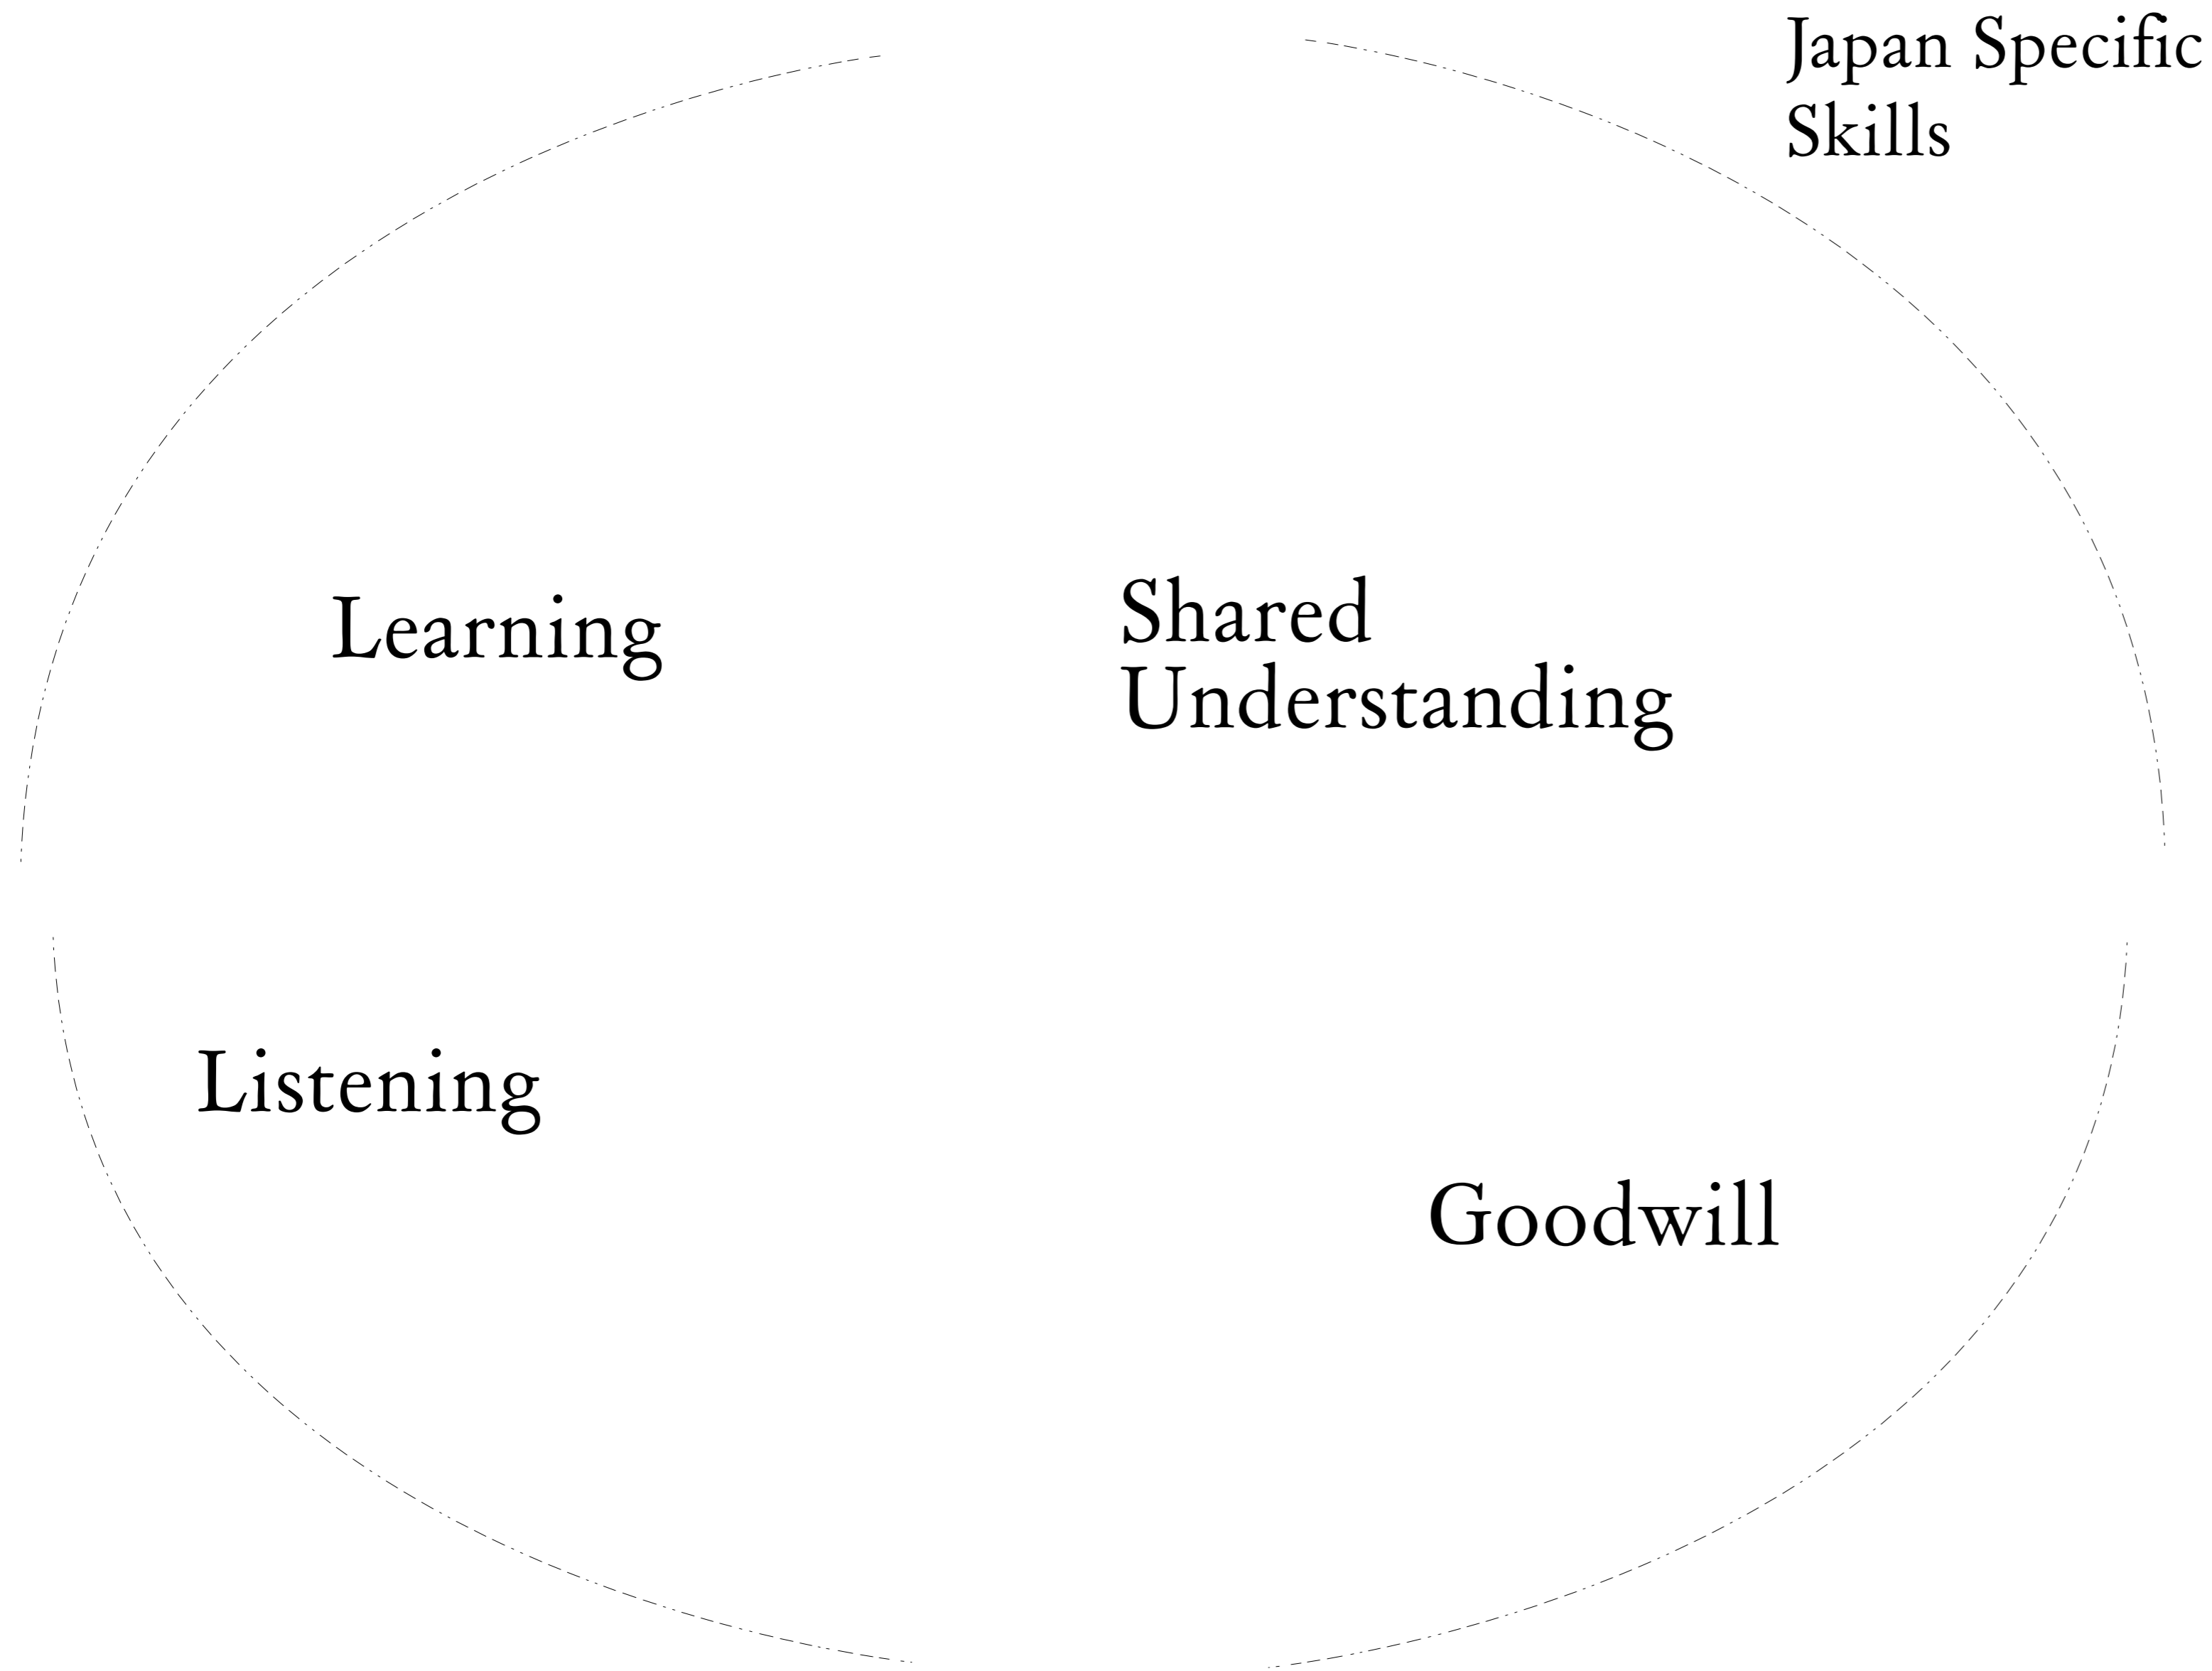 Japan Specific
Skills
Learning
Shared
Understanding
Listening
Goodwill